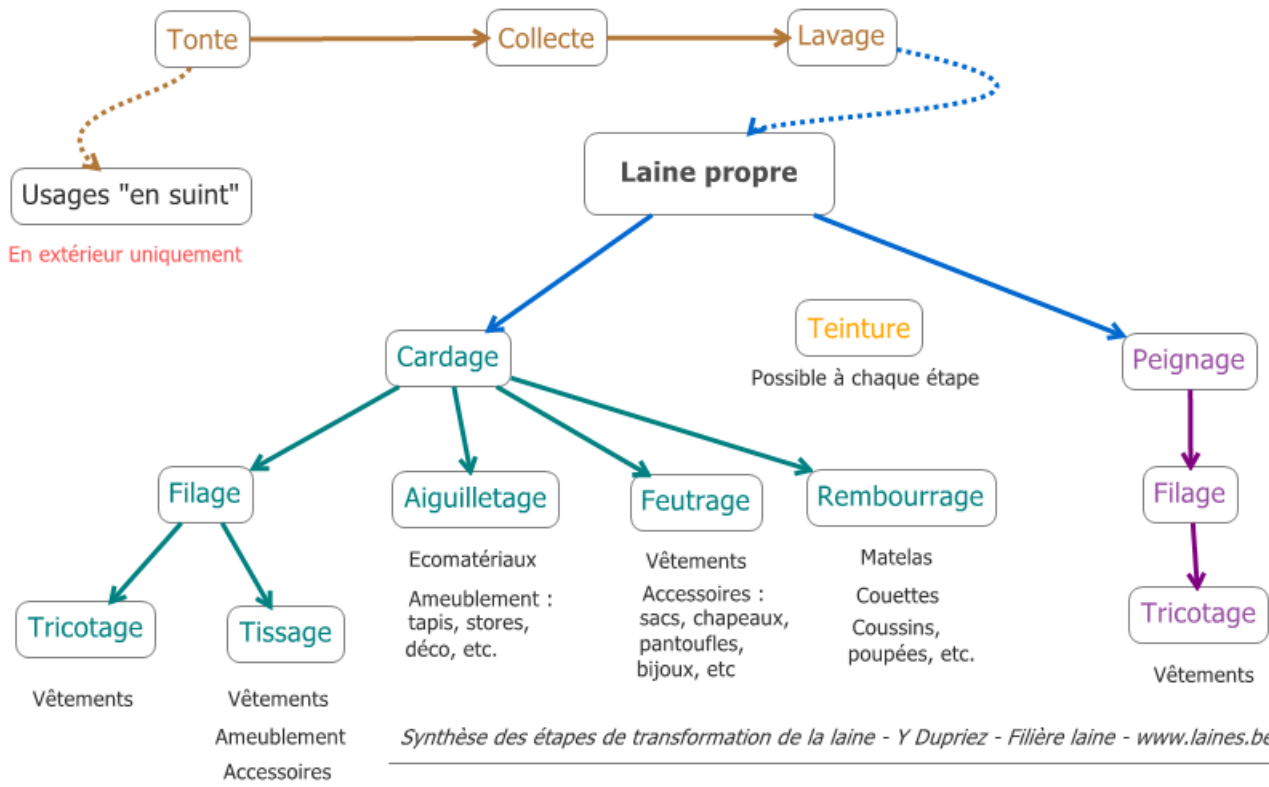 Tonte
Collecte
Lavage
Usages "en suint"
En extérieur uniquement
Laine propre
Teinture
Possible à chaque étape
Cardage
Peignage
Filage
Aiguilletage
Feutrage
Rembourrage
Filage
Ecomatériaux
Ameublement :
tapis, stores,
déco, etc.
Vêtements
Accessoires :
sacs, chapeaux,
pantoufles,
bijoux, etc
Matelas
Couettes
Coussins,
poupées, etc.
Tricotage
Tissage
Tricotage
Vêtements
Vêtements
Ameublement
Accessoires
Vêtements
Synthèse des étapes de transformation de la laine - Y Dupriez - Filière laine - www.laines.be